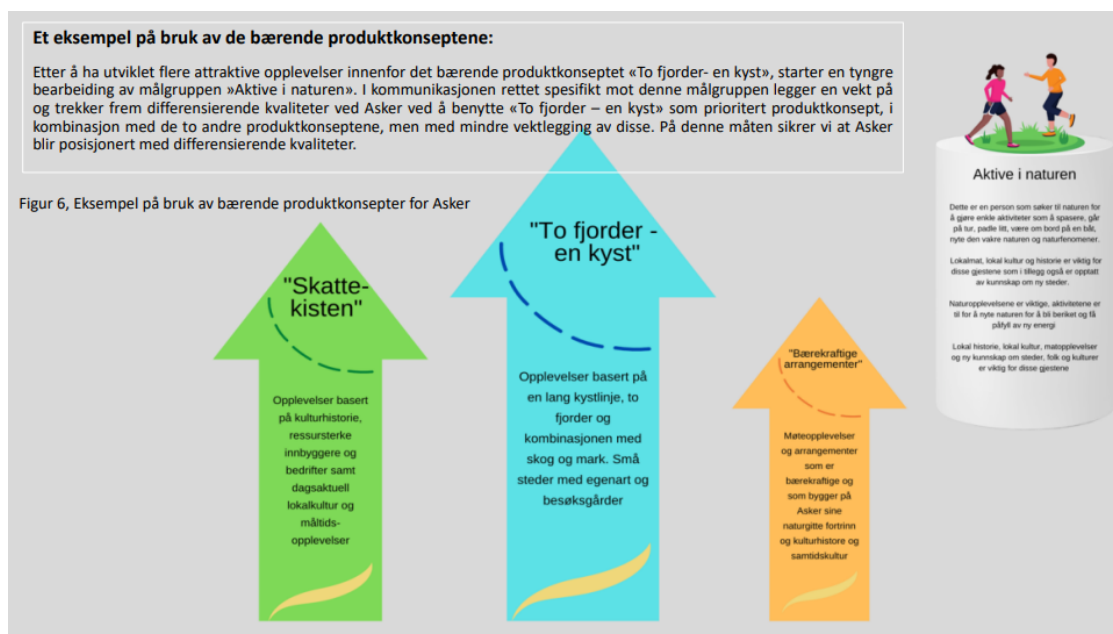 Et eksempel på bruk av de bærende produktkonseptene:
Etter å ha utviklet flere attraktive opplevelser innenfor det bærende produktkonseptet «To fjorder- en kyst», starter en tyngre
bearbeiding av målgruppen »Aktive i naturen». I kommunikasjonen rettet spesifikt mot denne målgruppen legger en vekt på
og trekker frem differensierende kvaliteter ved Asker ved å benytte «To fjorder – en kyst» som prioritert produktkonsept, i
kombinasjon med de to andre produktkonseptene, men med mindre vektlegging av disse. På denne måten sikrer vi at Asker
blir posisjonert med differensierende kvaliteter.
Figur 6, Eksempel på bruk av bærende produktkonsepter for Asker
"Skatte-
kisten"
Opplevelser basert
på kulturhistorie,
ressursterke
innbyggere og
bedrifter samt
dagsaktuell
lokalkultur og
måltids-
opplevelser
"To fjorder -
en kyst"
Opplevelser basert på
en lang kystlinje, to
fjorder og
kombinasjonen med
skog og mark. Små
steder med egenart og
besøksgårder
"Bærekraftige
arrangementer"
Møteopplevelser
og arrangementer
som er
bærekraftige og
som bygger på
Asker sine
naturgitte fortrinn
og kulturhistore og
samtidskultur
Aktive i naturen
Dette er en person som søker til naturen for
å gjøre enkle aktiviteter som å spasere, går
på tur, padle litt, være om bord på en båt,
nyte den vakre naturen og naturfenomener.
Lokalmat, lokal kultur og historie er viktig for
disse gjestene som i tillegg også er opptatt
av kunnskap om ny steder.
Naturopplevelsene er viktige, aktivitetene er
til for å nyte naturen for å bli beriket og få
påfyll av ny energi
Lokal historie, lokal kultur, matopplevelser
og ny kunnskap om steder, folk og kulturer
er viktig for disse gjestene